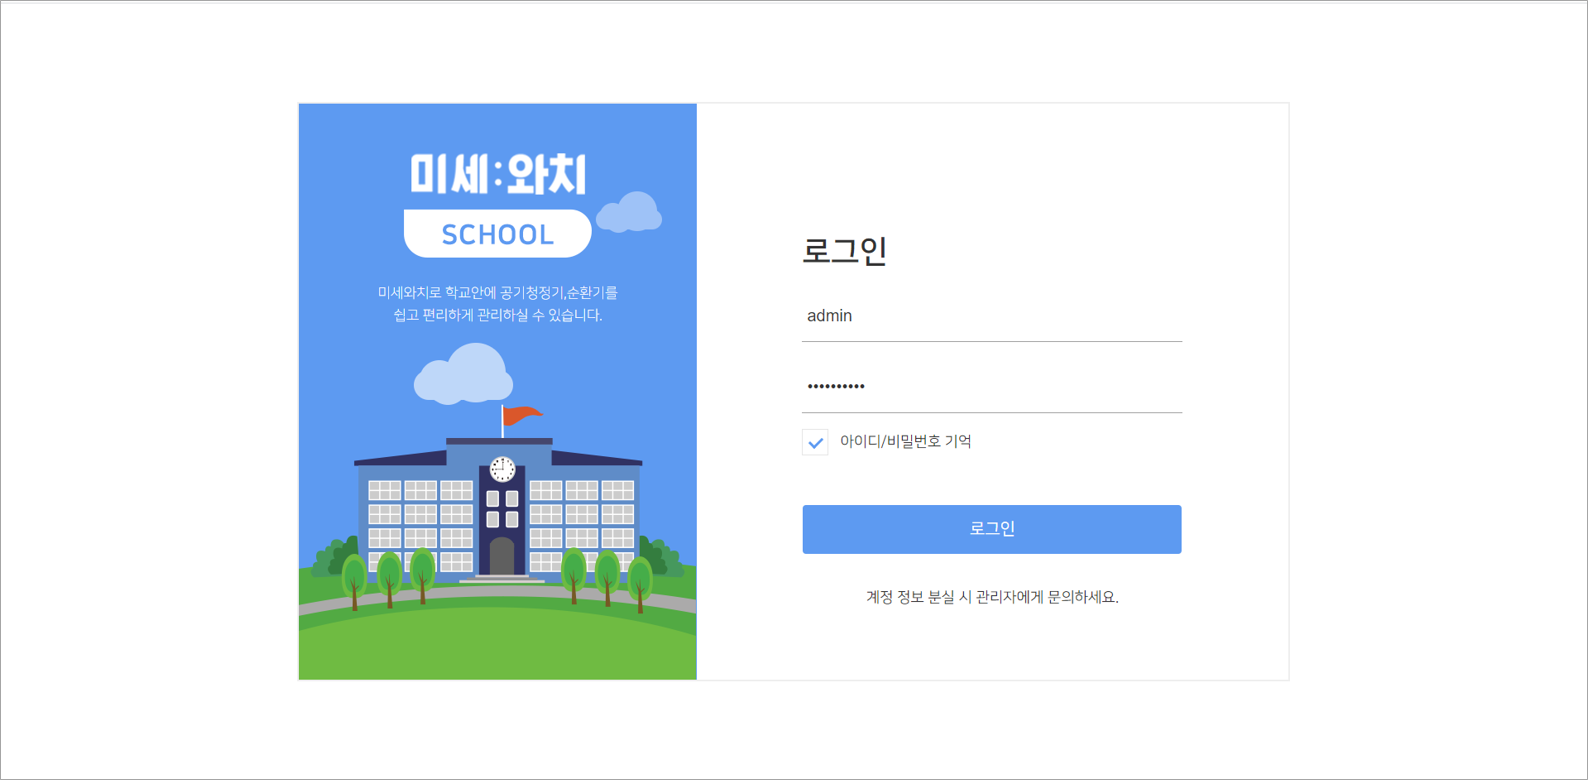 미세:와치
SCHOOL
미세와치로 학교안에 공기청정기,순환기를
쉽고 편리하게 관리하실 수 있습니다.
로그인
admin
••••••••••
아이디/비밀번호 기억
로그인
계정 정보 분실 시 관리자에게 문의하세요.